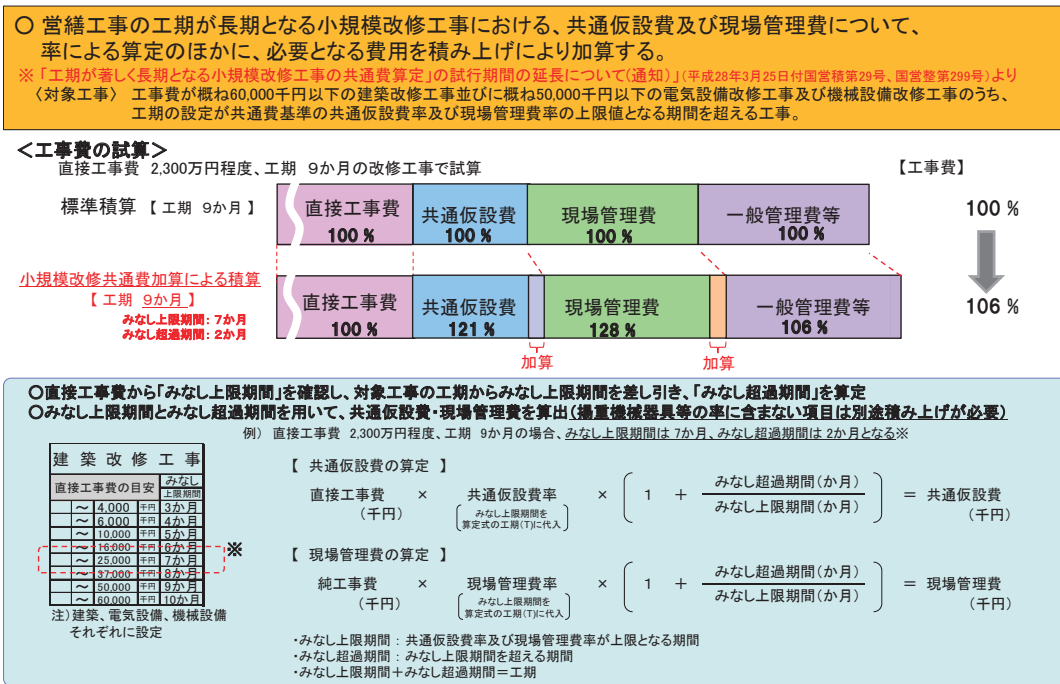 ○ 営繕工事の工期が長期となる小規模改修工事における、共通仮設費及び現場管理費について、
率による算定のほかに、必要となる費用を積み上げにより加算する。
※「工期が著しく長期となる小規模改修工事の共通費算定」の試行期間の延長について(通知)」(平成28年3月25日付国営積第29号、国営整第299号)より
〈対象工事〉 工事費が概ね60,000千円以下の建築改修工事並びに概ね50,000千円以下の電気設備改修工事及び機械設備改修工事のうち、
工期の設定が共通費基準の共通仮設費率及び現場管理費率の上限値となる期間を超える工事。
＜工事費の試算＞
直接工事費 2,300万円程度、工期 9か月の改修工事で試算
【工事費】
標準積算 【 工期 9か月 】
直接工事費 共通仮設費 現場管理費 一般管理費等
100 % 100 % 100 % 100 %
100 %
小規模改修共通費加算による積算
【 工期 9か月 】
みなし上限期間：7か月
みなし超過期間：2か月
直接工事費 共通仮設費 現場管理費 一般管理費等
100 % 121 % 128 % 106 %
106 %
加算 加算
○直接工事費から「みなし上限期間」を確認し、対象工事の工期からみなし上限期間を差し引き、「みなし超過期間」を算定
○みなし上限期間とみなし超過期間を用いて、共通仮設費・現場管理費を算出(揚重機械器具等の率に含まない項目は別途積み上げが必要)
例） 直接工事費 2,300万円程度、工期 9か月の場合、みなし上限期間は 7か月、みなし超過期間は 2か月となる※
建築改修工事
直接工事費の目安 みなし上限期間
～ 4,000 千円 3か月
～ 6,000 千円 4か月
～ 10,000 千円 5か月
～ 16,000 千円 6か月
～ 25,000 千円 7か月
～ 37,000 千円 8か月
～ 50,000 千円 9か月
～ 60,000 千円 10か月
※
注）建築、電気設備、機械設備
それぞれに設定
【 共通仮設費の算定 】
直接工事費 × 共通仮設費率 × ( 1 + みなし超過期間(か月) / みなし上限期間(か月) ) = 共通仮設費
(千円) (みなし上限期間を算定式の工期(T)に代入) (千円)
【 現場管理費の算定 】
純工事費 × 現場管理費率 × ( 1 + みなし超過期間(か月) / みなし上限期間(か月) ) = 現場管理費
(千円) (みなし上限期間を算定式の工期(T)に代入) (千円)
・みなし上限期間 ： 共通仮設費率及び現場管理費率が上限となる期間
・みなし超過期間 ： みなし上限期間を超える期間
・みなし上限期間＋みなし超過期間＝工期